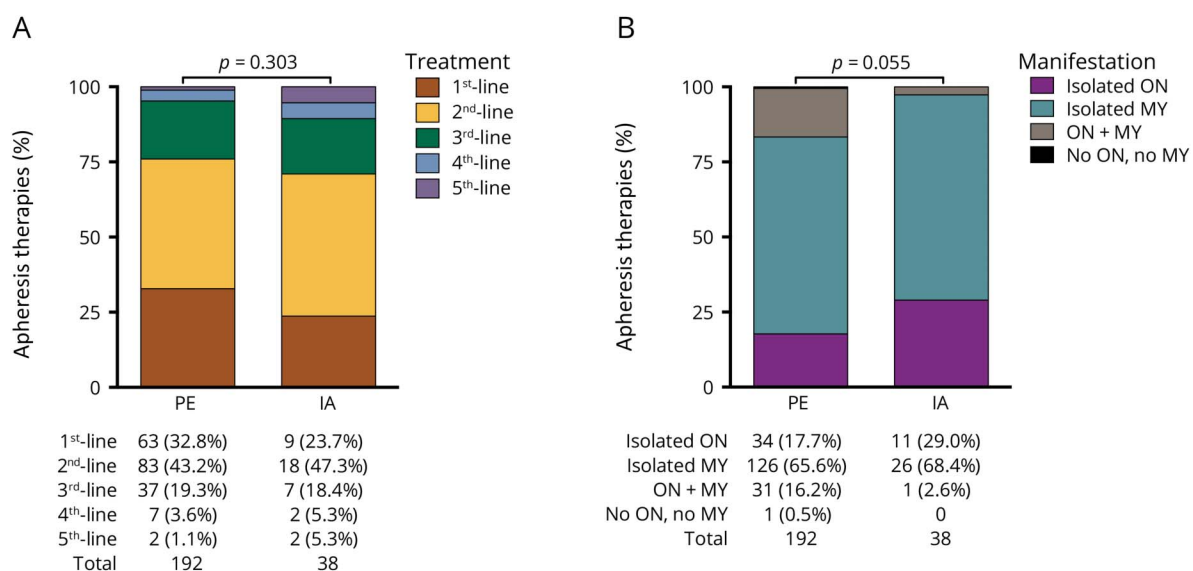 A
p = 0.303
Treatment
1st-line
2nd-line
3rd-line
4th-line
5th-line
Apheresis therapies (%)
100
75
50
25
0
PE IA
1st-line 63 (32.8%) 9 (23.7%)
2nd-line 83 (43.2%) 18 (47.3%)
3rd-line 37 (19.3%) 7 (18.4%)
4th-line 7 (3.6%) 2 (5.3%)
5th-line 2 (1.1%) 2 (5.3%)
Total 192 38
B
p = 0.055
Manifestation
Isolated ON
Isolated MY
ON + MY
No ON, no MY
Apheresis therapies (%)
100
75
50
25
0
PE IA
Isolated ON 34 (17.7%) 11 (29.0%)
Isolated MY 126 (65.6%) 26 (68.4%)
ON + MY 31 (16.2%) 1 (2.6%)
No ON, no MY 1 (0.5%) 0
Total 192 38